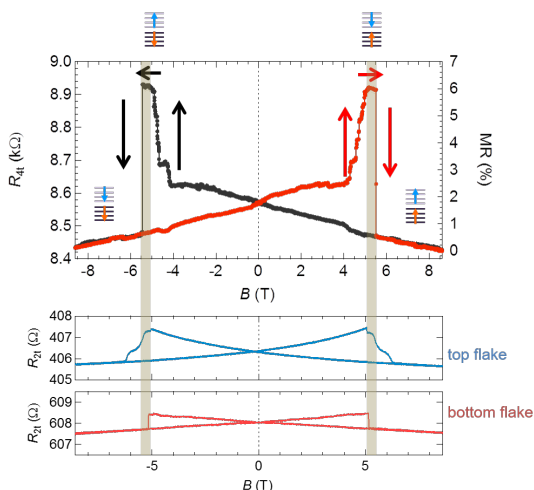 9.0
8.9
8.8
8.7
8.6
8.5
8.4
R4t (kΩ)
7
6
5
4
3
2
1
0
MR (%)
-8 -6 -4 -2 0 2 4 6 8
B (T)
408
407
406
405
R2t (Ω)
top flake
609
608
607
R2t (Ω)
bottom flake
-5 0 5
B (T)